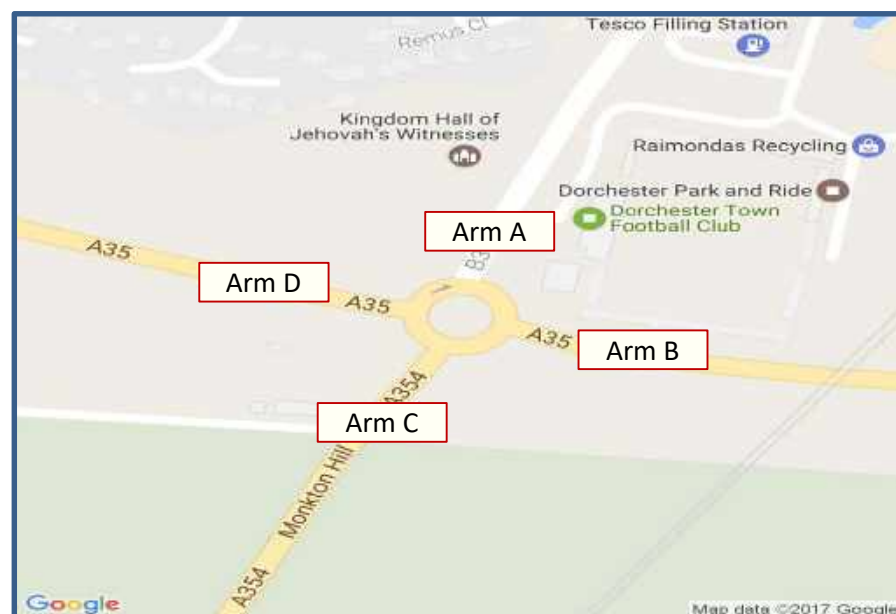 Remus Cl
Tesco Filling Station
Kingdom Hall of
Jehovah's Witnesses
Raimondas Recycling
Dorchester Park and Ride
Dorchester Town
Football Club
Arm A
B3
A35
Arm D
A35
A35
Arm B
A354
Arm C
Monkton Hill
A354
Google
Map data ©2017 Google